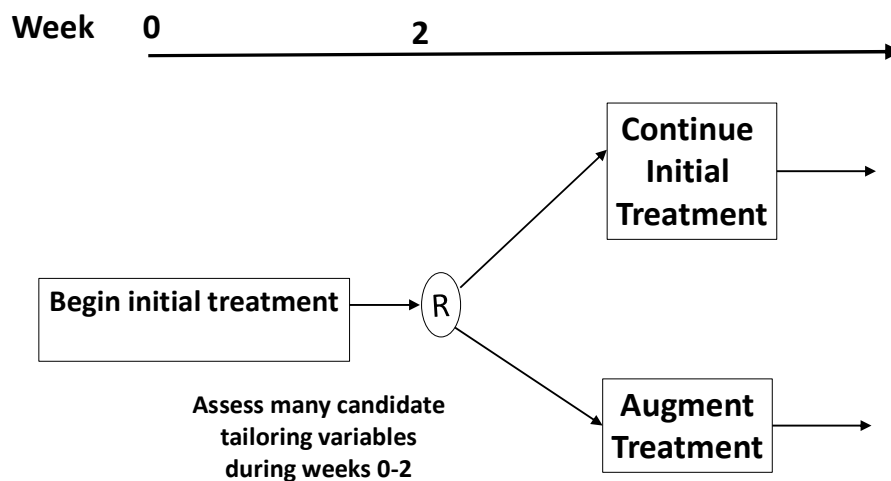 Week 0 2
Continue
Initial
Treatment
Begin initial treatment
R
Assess many candidate
tailoring variables
during weeks 0-2
Augment
Treatment